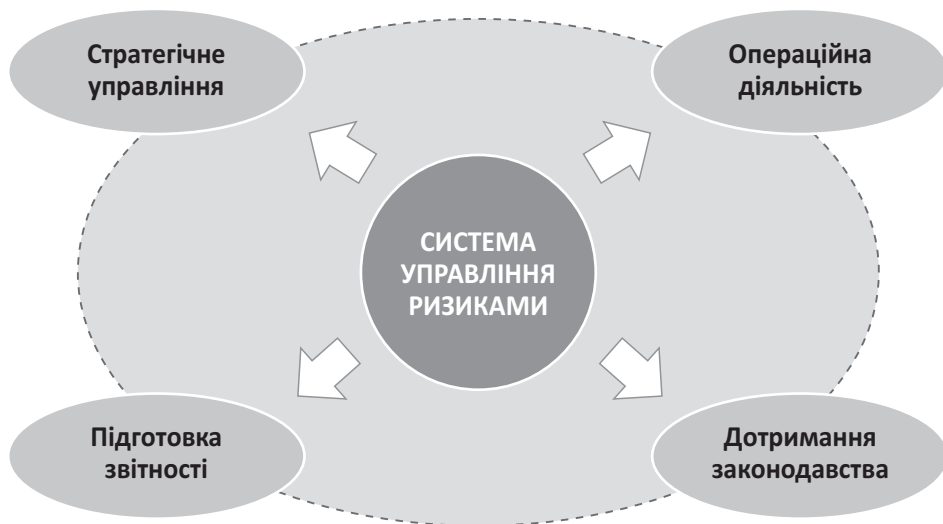 Стратегічне
управління
Операційна
діяльність
СИСТЕМА
УПРАВЛІННЯ
РИЗИКАМИ
Підготовка
звітності
Дотримання
законодавства